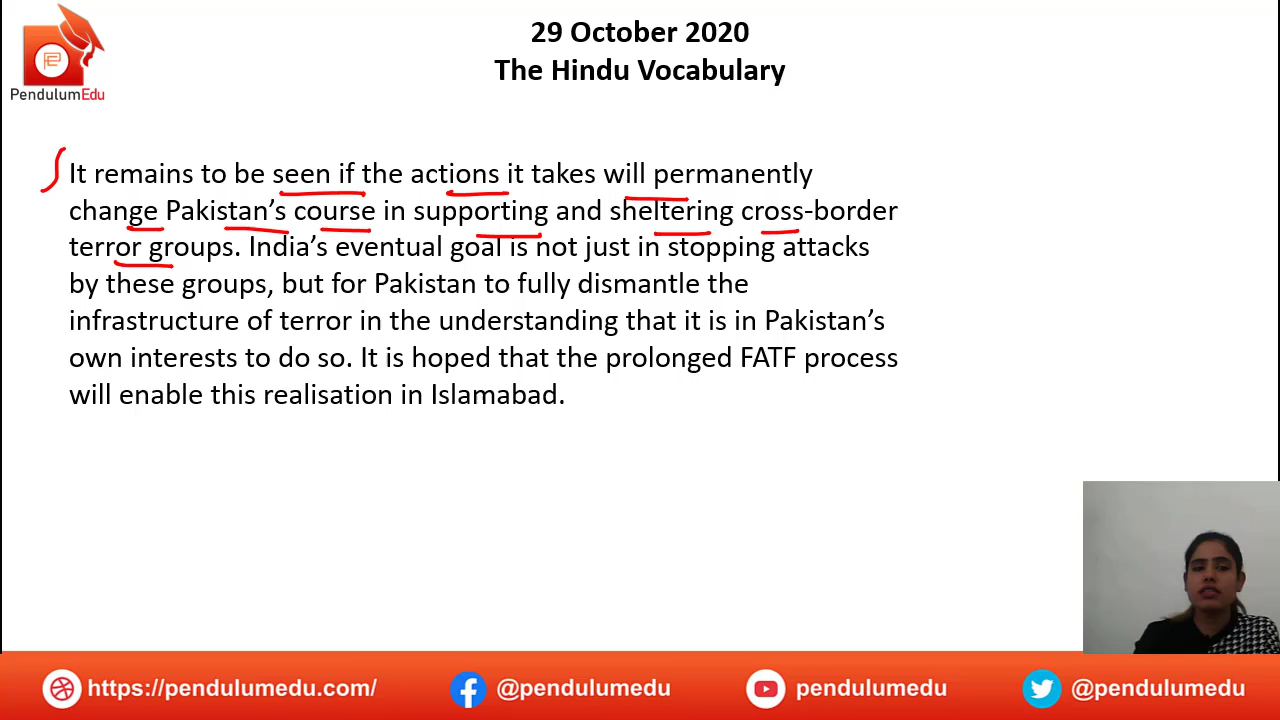 29 October 2020
The Hindu Vocabulary
PendulumEdu
It remains to be seen if the actions it takes will permanently
change Pakistan’s course in supporting and sheltering cross-border
terror groups. India’s eventual goal is not just in stopping attacks
by these groups, but for Pakistan to fully dismantle the
infrastructure of terror in the understanding that it is in Pakistan’s
own interests to do so. It is hoped that the prolonged FATF process
will enable this realisation in Islamabad.
https://pendulumedu.com/
@pendulumedu
pendulumedu
@pendulumedu